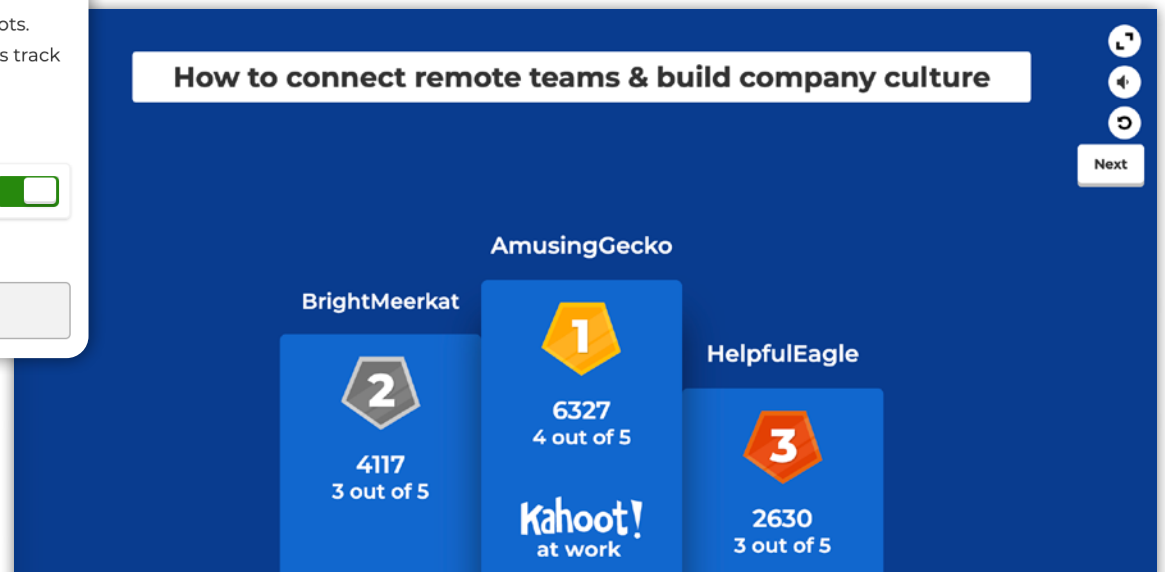 ots.
s track
How to connect remote teams & build company culture
Next
AmusingGecko
BrightMeerkat
HelpfulEagle
1
2
3
6327
4 out of 5
4117
3 out of 5
2630
3 out of 5
Kahoot!
at work